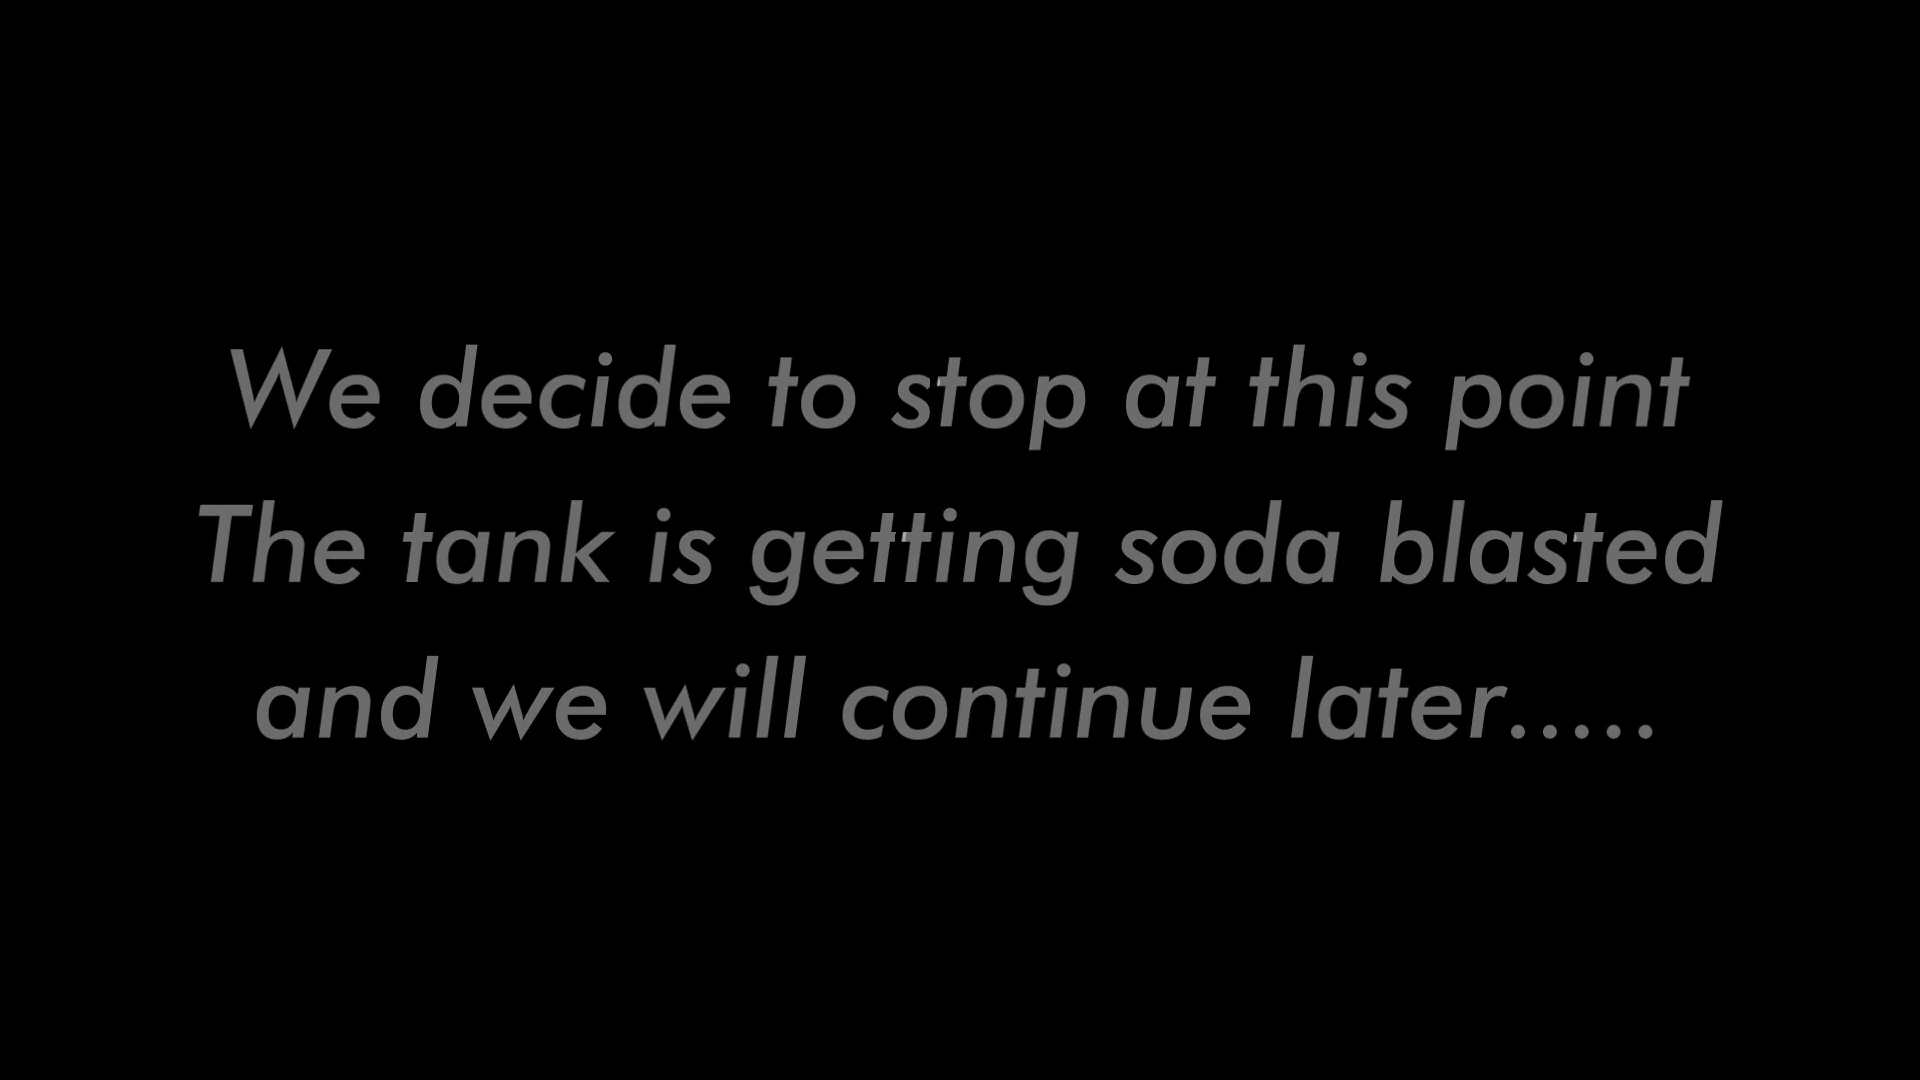 We decide to stop at this point
The tank is getting soda blasted
and we will continue later.....